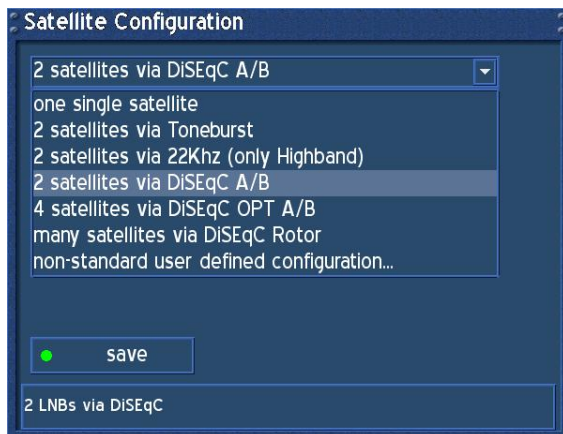 Satellite Configuration
2 satellites via DiSEqC A/B
one single satellite
2 satellites via Toneburst
2 satellites via 22Khz (only Highband)
2 satellites via DiSEqC A/B
4 satellites via DiSEqC OPT A/B
many satellites via DiSEqC Rotor
non-standard user defined configuration...
save
2 LNBs via DiSEqC